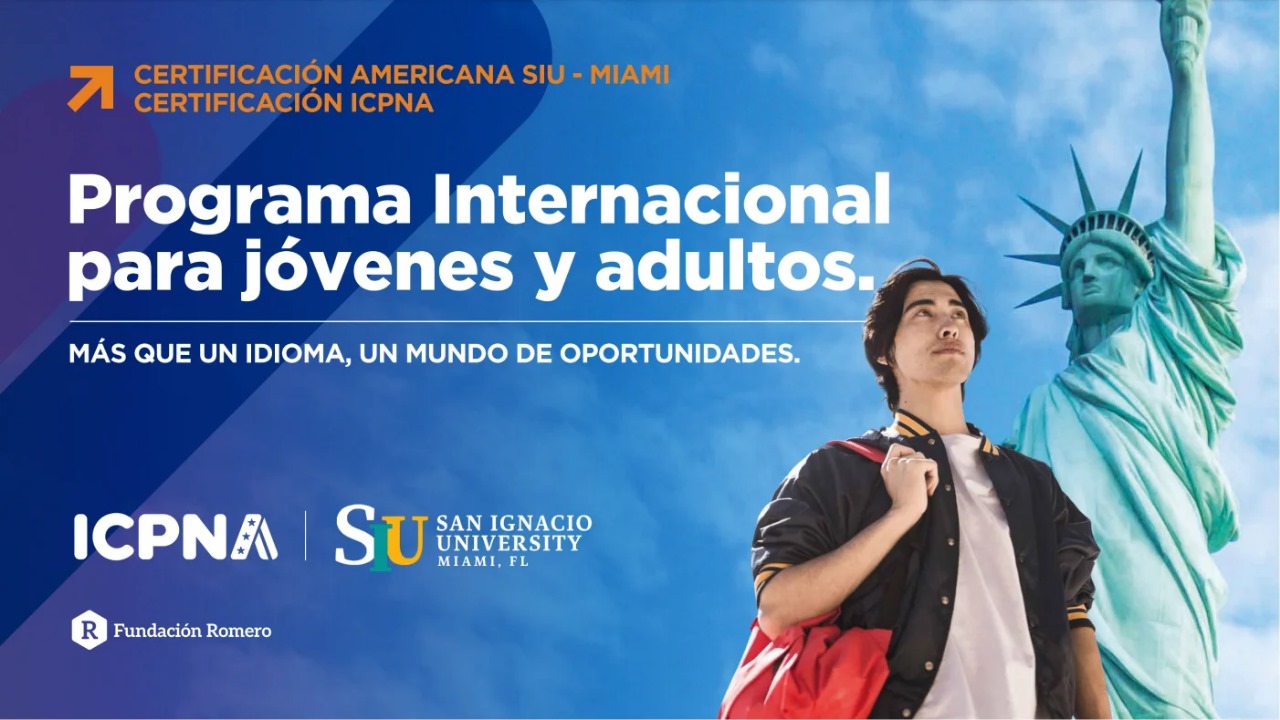 CERTIFICACIÓN AMERICANA SIU - MIAMI
CERTIFICACIÓN ICPNA
Programa Internacional
para jóvenes y adultos.
MÁS QUE UN IDIOMA, UN MUNDO DE OPORTUNIDADES.
ICPNA
SIU
SAN IGNACIO
UNIVERSITY
MIAMI, FL
R Fundación Romero